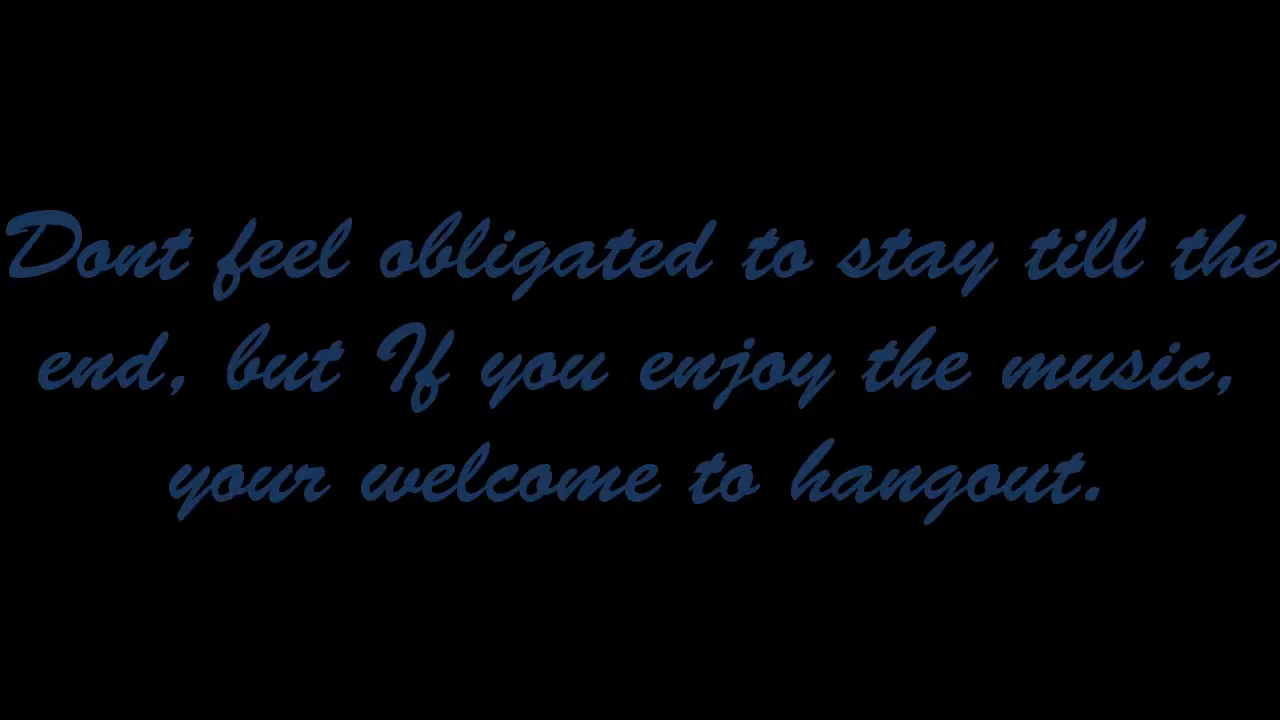 Dont feel obligated to stay till the
end, but If you enjoy the music,
your welcome to hangout.